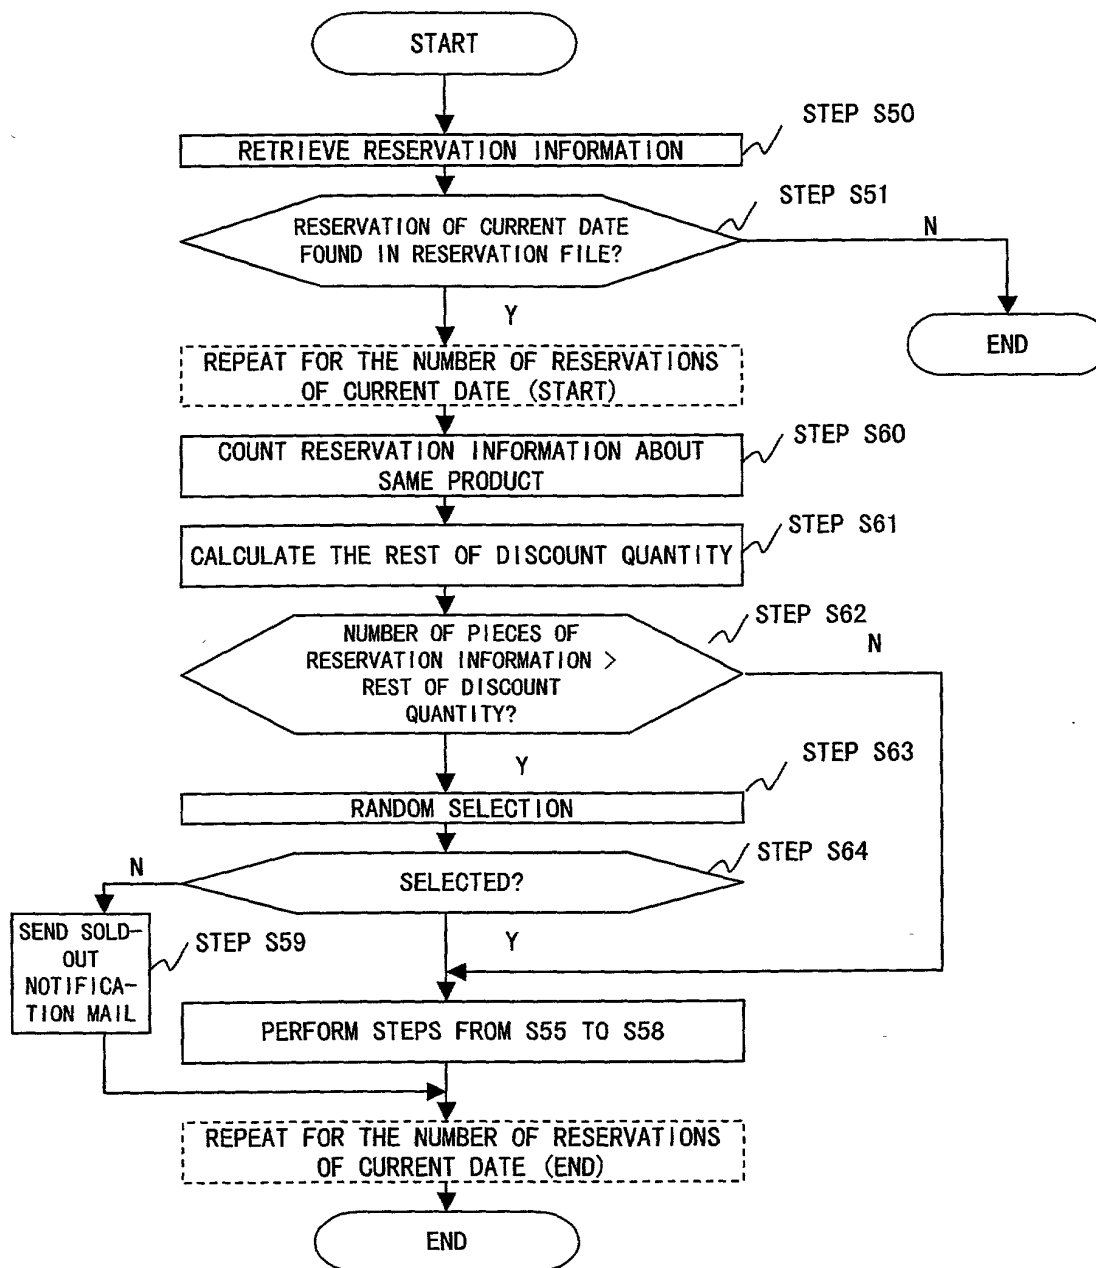 START
STEP S50
RETRIEVE RESERVATION INFORMATION
STEP S51
RESERVATION OF CURRENT DATE
FOUND IN RESERVATION FILE?
N
Y
END
REPEAT FOR THE NUMBER OF RESERVATIONS
OF CURRENT DATE (START)
STEP S60
COUNT RESERVATION INFORMATION ABOUT
SAME PRODUCT
STEP S61
CALCULATE THE REST OF DISCOUNT QUANTITY
STEP S62
NUMBER OF PIECES OF
RESERVATION INFORMATION >
REST OF DISCOUNT
QUANTITY?
N
Y
STEP S63
RANDOM SELECTION
STEP S64
N
SELECTED?
SEND SOLD-
OUT
NOTIFICA-
TION MAIL
STEP S59
Y
PERFORM STEPS FROM S55 TO S58
REPEAT FOR THE NUMBER OF RESERVATIONS
OF CURRENT DATE (END)
END